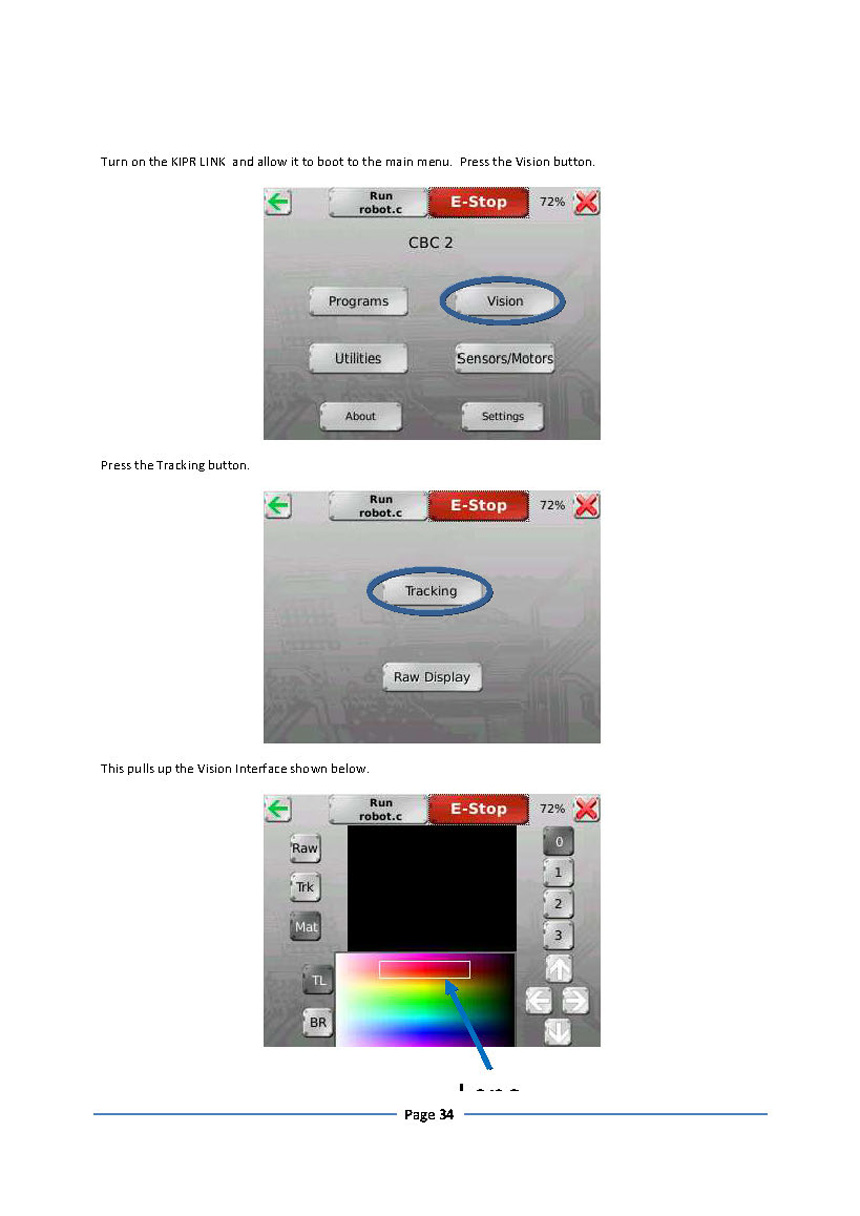 Turn on the KIPR LINK and allow it to boot to the main menu. Press the Vision button.
Run
robot.c
E-Stop
72%
CBC 2
Programs
Vision
Utilities
Sensors/Motors
About
Settings
Press the Tracking button.
Run
robot.c
E-Stop
72%
Tracking
Raw Display
This pulls up the Vision Interface shown below.
Run
robot.c
E-Stop
72%
Raw
Trk
Mat
TL
BR
0
1
2
3
Page 34